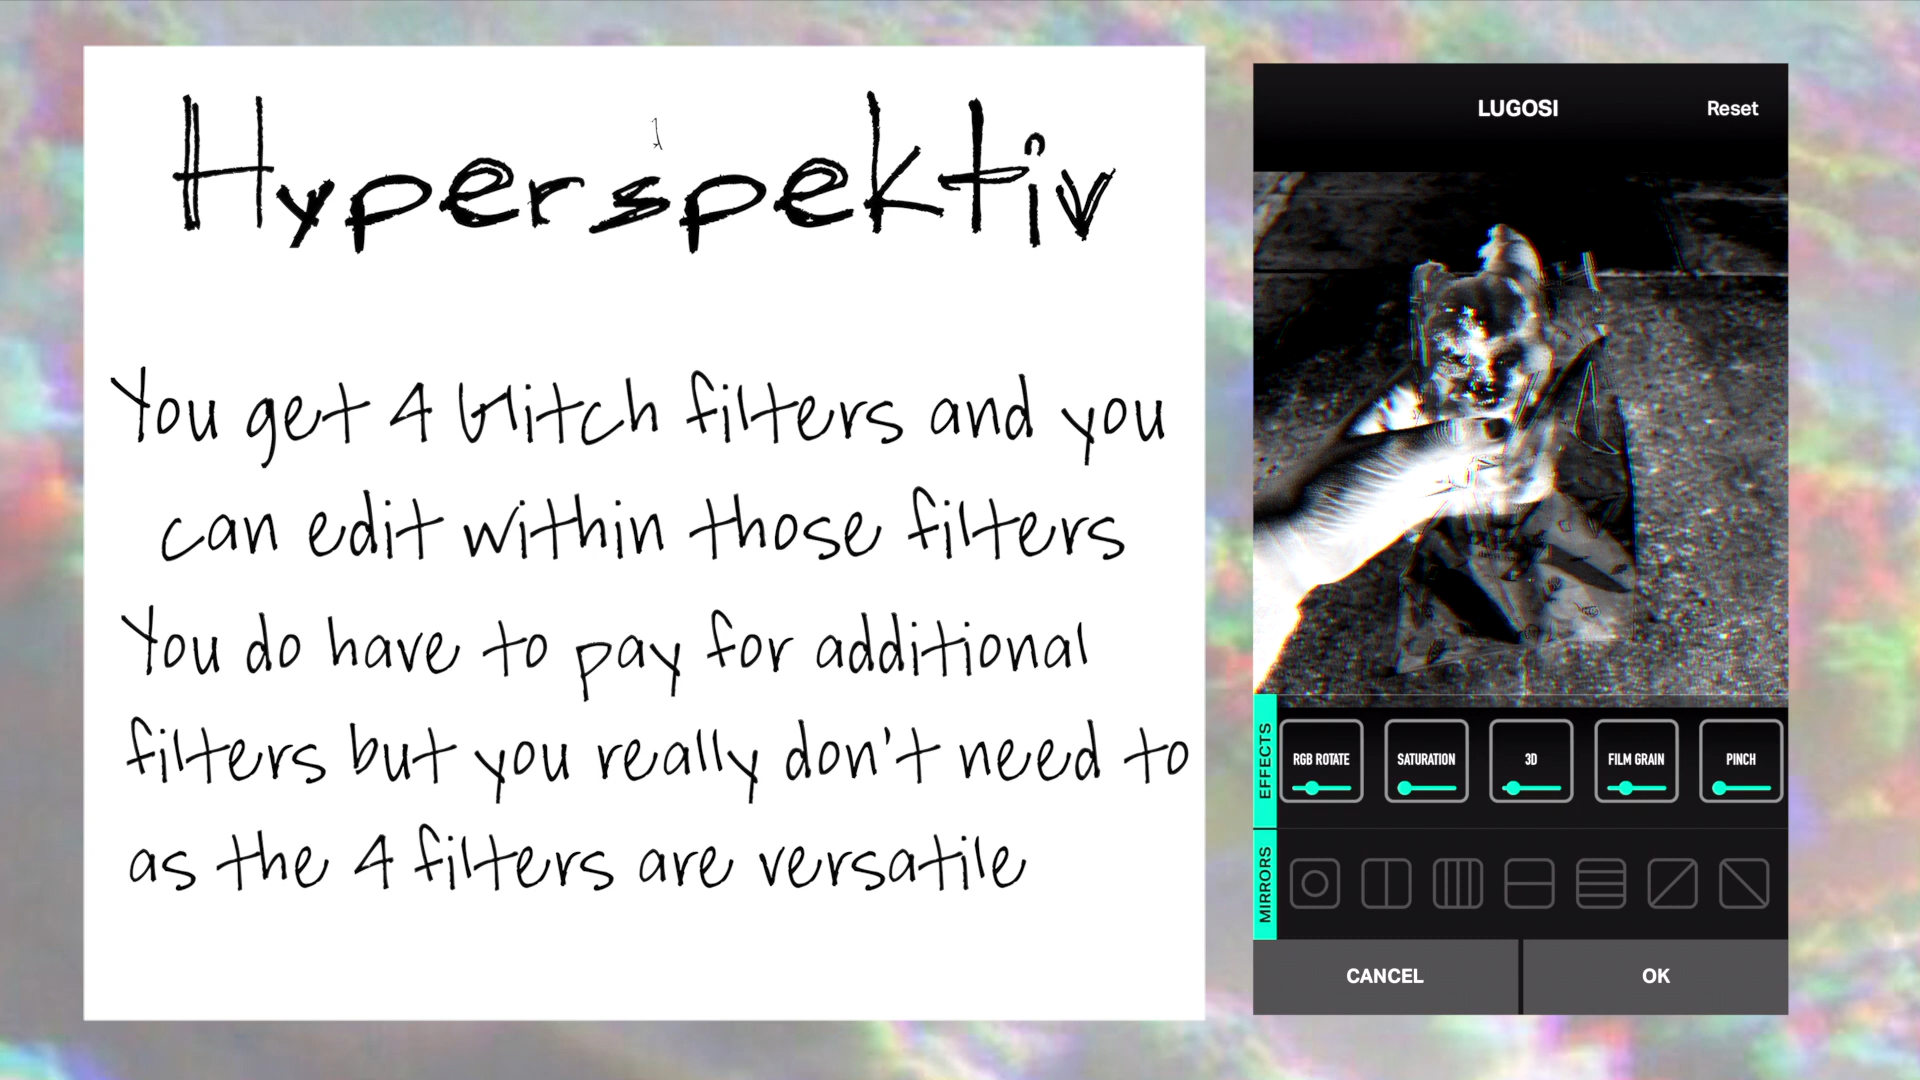 Hyperspektiv
You get 4 Glitch filters and you
can edit within those filters
You do have to pay for additional
filters but you really don't need to
as the 4 filters are versatile
LUGOSI
Reset
EFFECTS
RGB ROTATE
SATURATION
3D
FILM GRAIN
PINCH
MIRRORS
CANCEL
OK